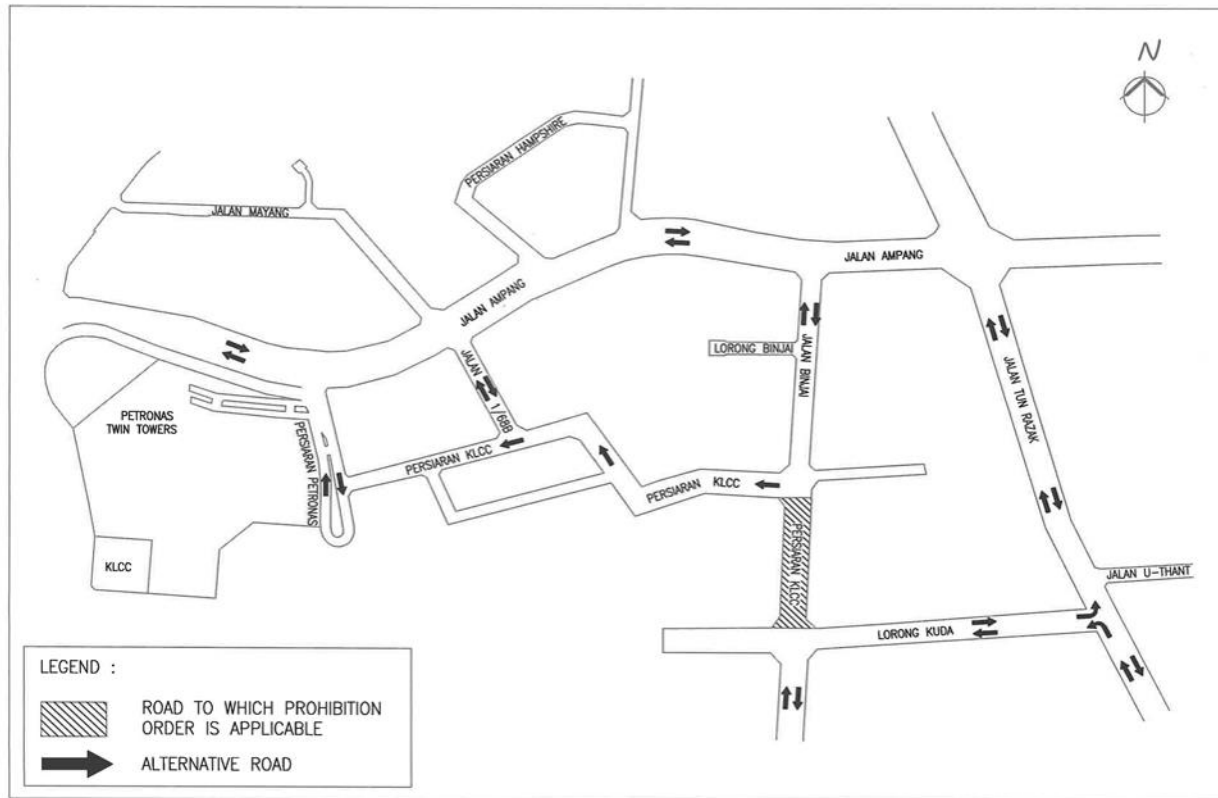 N
PERSIARAN HAMPSHIRE
JALAN MAYANG
JALAN AMPANG
JALAN AMPANG
LORONG BINJAI
JALAN BINJAI
JALAN TUN RAZAK
JALAN 1/68B
PETRONAS
TWIN TOWERS
PERSIARAN PETRONAS
PERSIARAN KLCC
PERSIARAN KLCC
PERSIARAN KLCC
KLCC
JALAN U-THANT
LORONG KUDA
LEGEND :
ROAD TO WHICH PROHIBITION
ORDER IS APPLICABLE
ALTERNATIVE ROAD